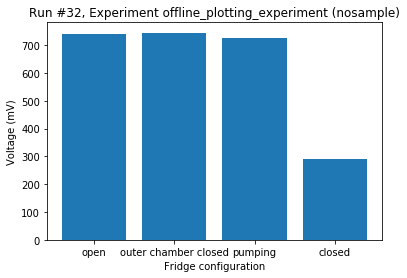 Run #32, Experiment offline_plotting_experiment (nosample)
Voltage (mV)
700
600
500
400
300
200
100
0
open
outer chamber closed
pumping
closed
Fridge configuration